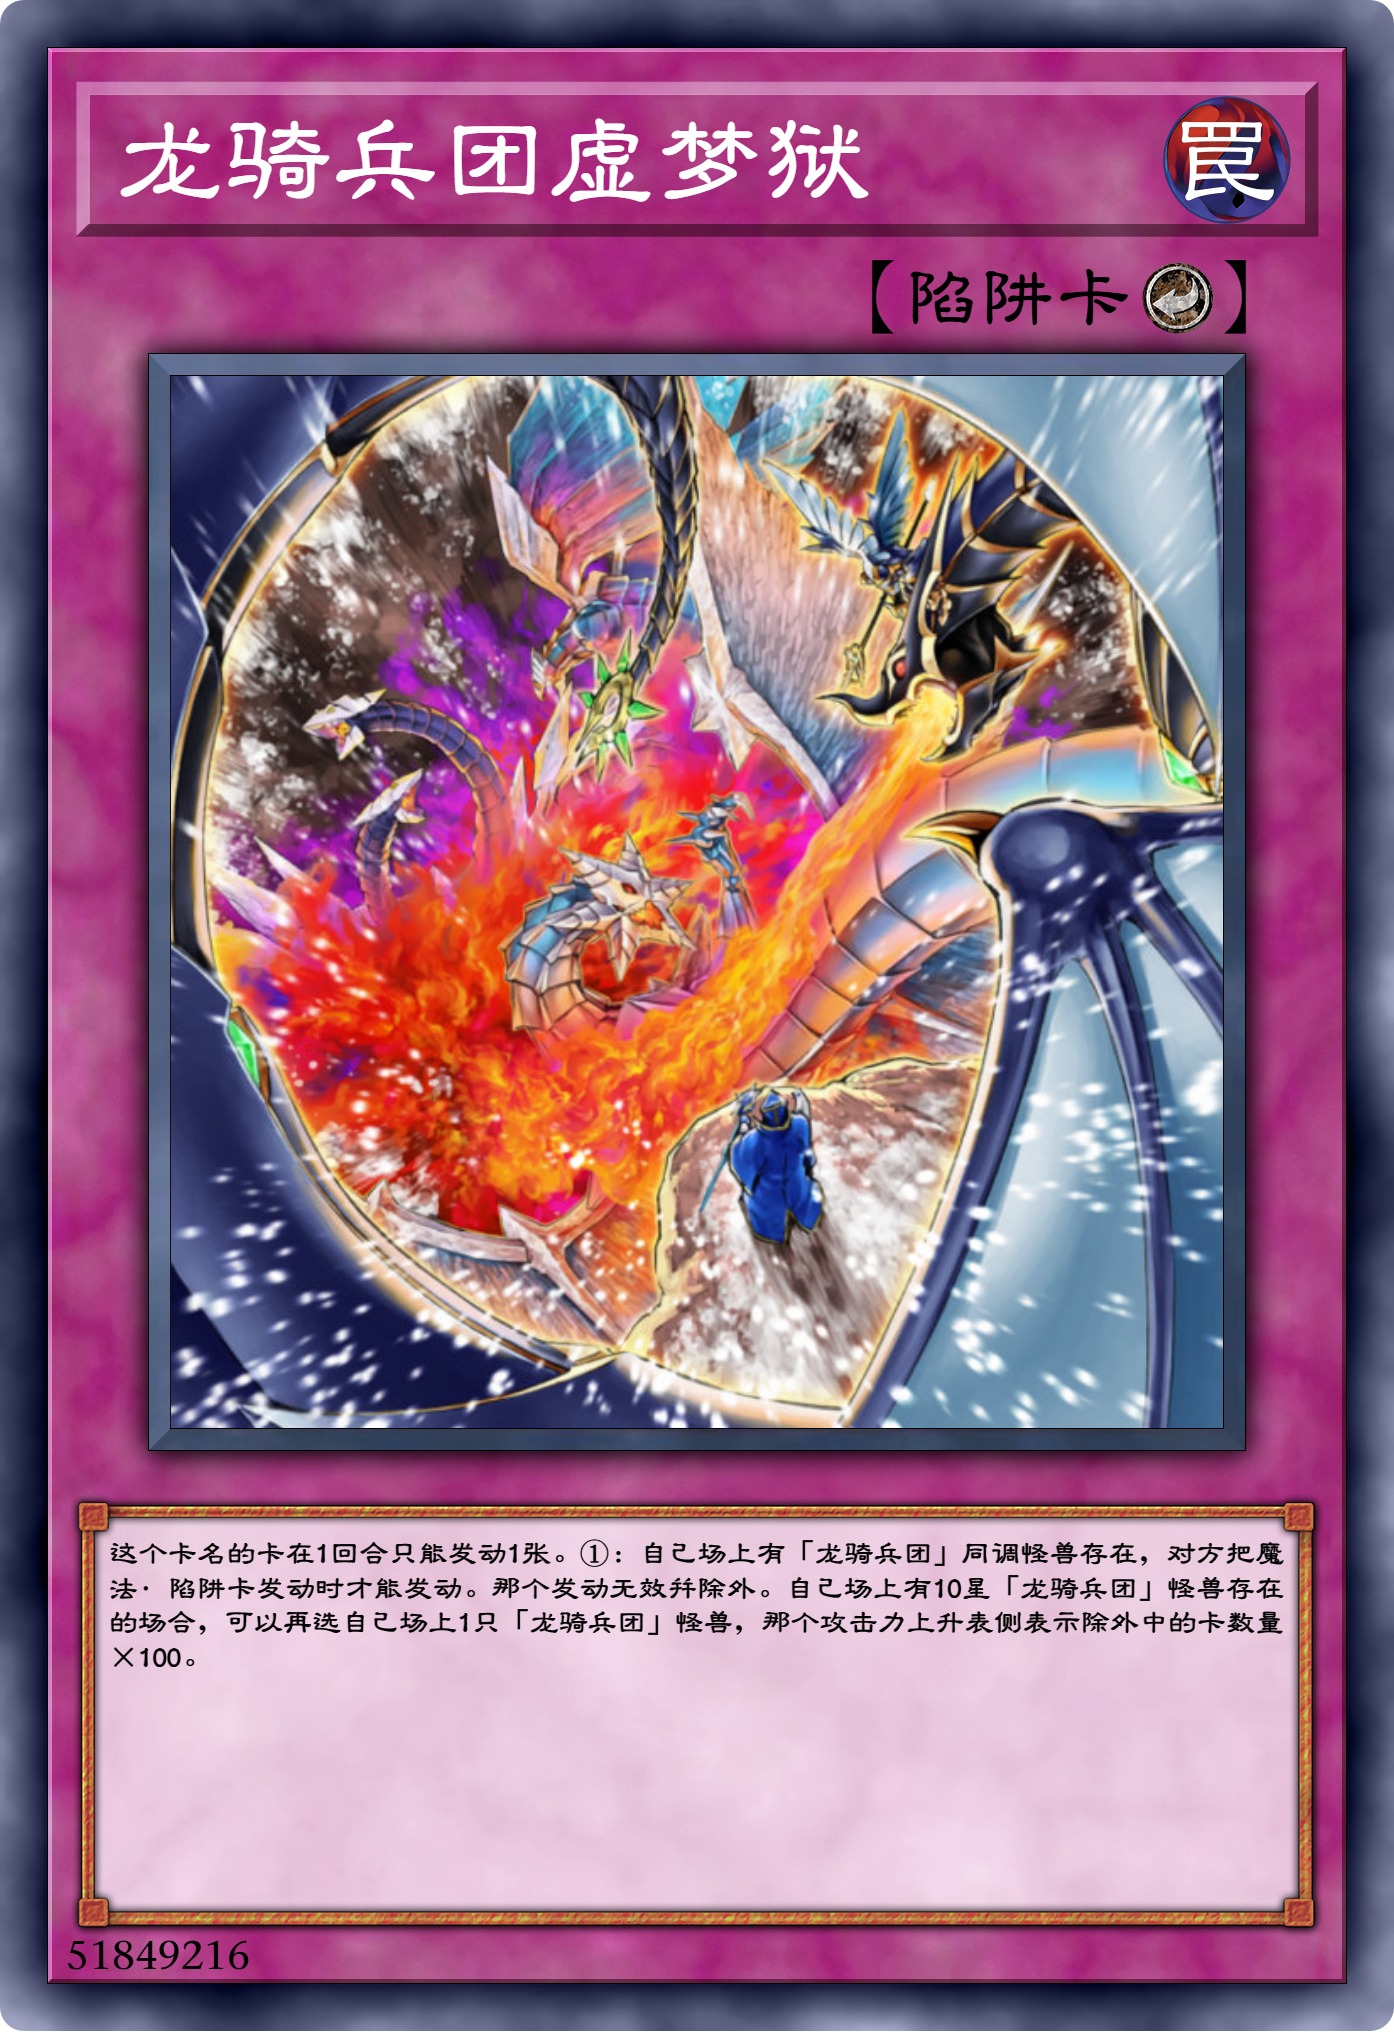 龙骑兵团虚梦狱
罠
【陷阱卡】
这个卡名的卡在1回合只能发动1张。①：自己场上有「龙骑兵团」同调怪兽存在，对方把魔
法·陷阱卡发动时才能发动。那个发动无效并除外。自己场上有10星「龙骑兵团」怪兽存在
的场合，可以再选自己场上1只「龙骑兵团」怪兽，那个攻击力上升表侧表示除外中的卡数量
×100。
51849216